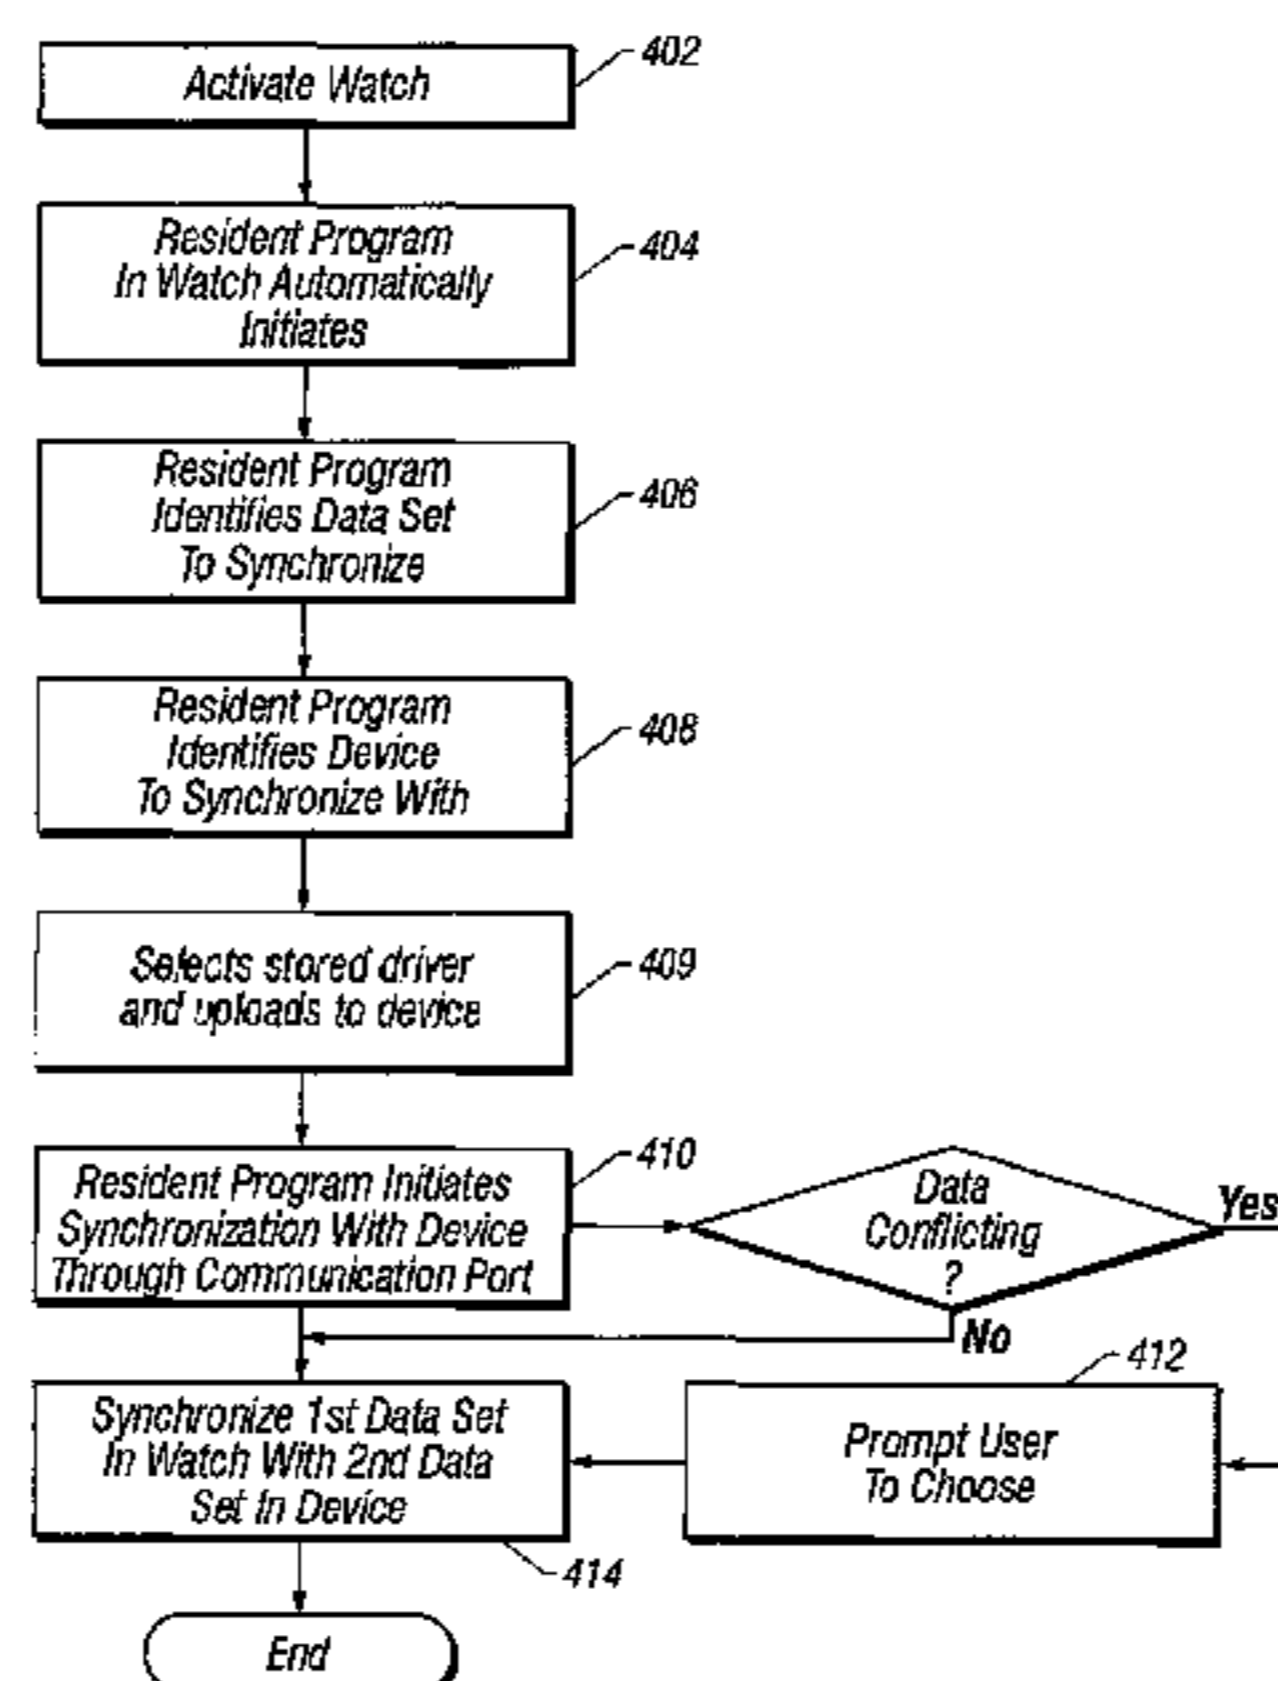 Activate Watch
402
Resident Program
In Watch Automatically
Initiates
404
Resident Program
Identifies Data Set
To Synchronize
406
Resident Program
Identifies Device
To Synchronize With
408
Selects stored driver
and uploads to device
409
Resident Program Initiates
Synchronization With Device
Through Communication Port
410
Data
Conflicting
?
Yes
No
412
Prompt User
To Choose
Synchronize 1st Data Set
In Watch With 2nd Data
Set In Device
414
End